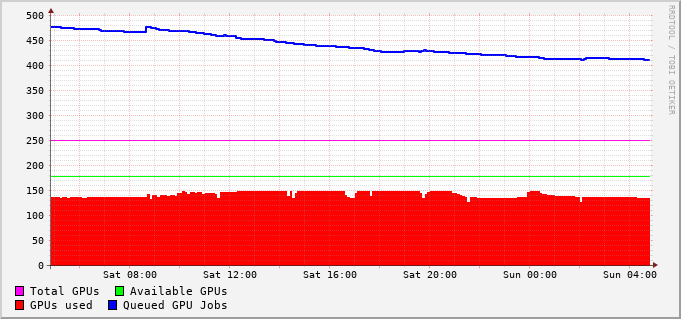 500
450
400
350
300
250
200
150
100
50
0
Sat 08:00 Sat 12:00 Sat 16:00 Sat 20:00 Sun 00:00 Sun 04:00
Total GPUs Available GPUs
GPUs used Queued GPU Jobs
RRDTOOL / TOBI OETIKER